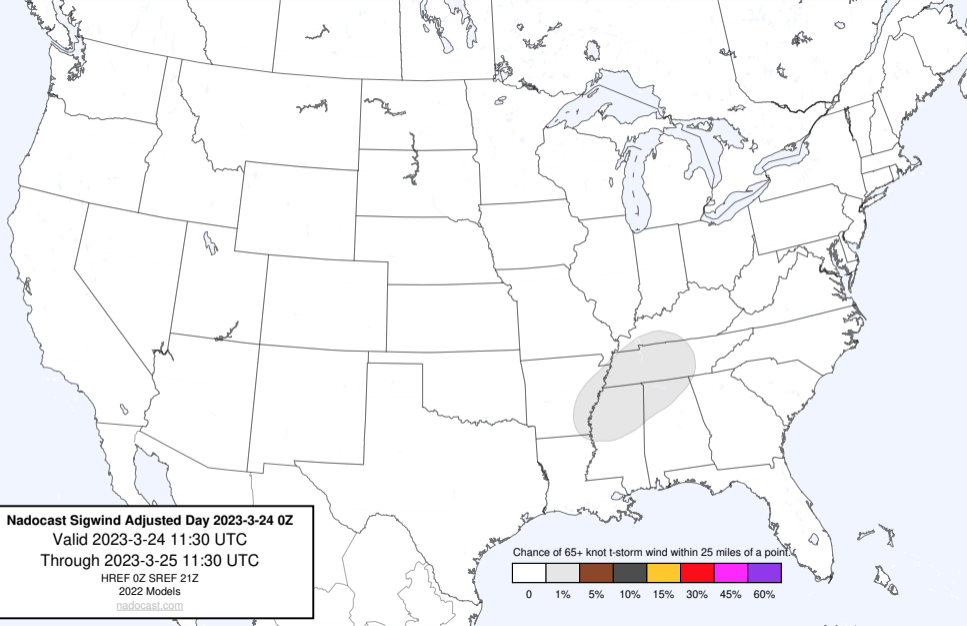 Nadocast Sigwind Adjusted Day 2023-3-24 0Z
Valid 2023-3-24 11:30 UTC
Through 2023-3-25 11:30 UTC
HREF 0Z SREF 21Z
2022 Models
nadocast.com
Chance of 65+ knot t-storm wind within 25 miles of a point.
0 1% 5% 10% 15% 30% 45% 60%